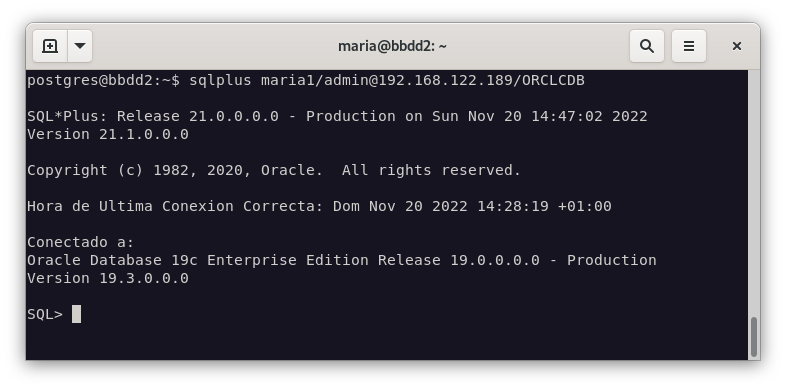 maria@bbdd2: ~
postgres@bbdd2:~$ sqlplus maria1/admin@192.168.122.189/ORCLCDB
SQL*Plus: Release 21.0.0.0.0 - Production on Sun Nov 20 14:47:02 2022
Version 21.1.0.0.0
Copyright (c) 1982, 2020, Oracle.  All rights reserved.
Hora de Ultima Conexion Correcta: Dom Nov 20 2022 14:28:19 +01:00
Conectado a:
Oracle Database 19c Enterprise Edition Release 19.0.0.0.0 - Production
Version 19.3.0.0.0
SQL>